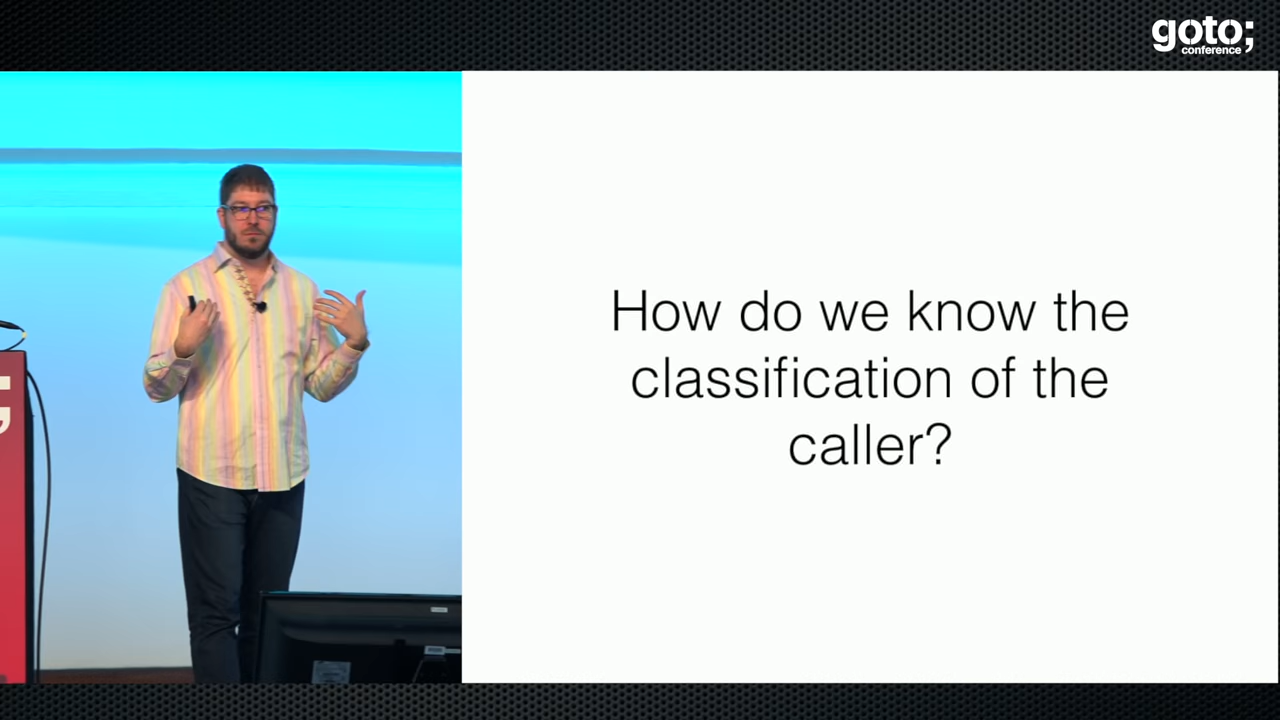 goto;
conference
How do we know the
classification of the
caller?